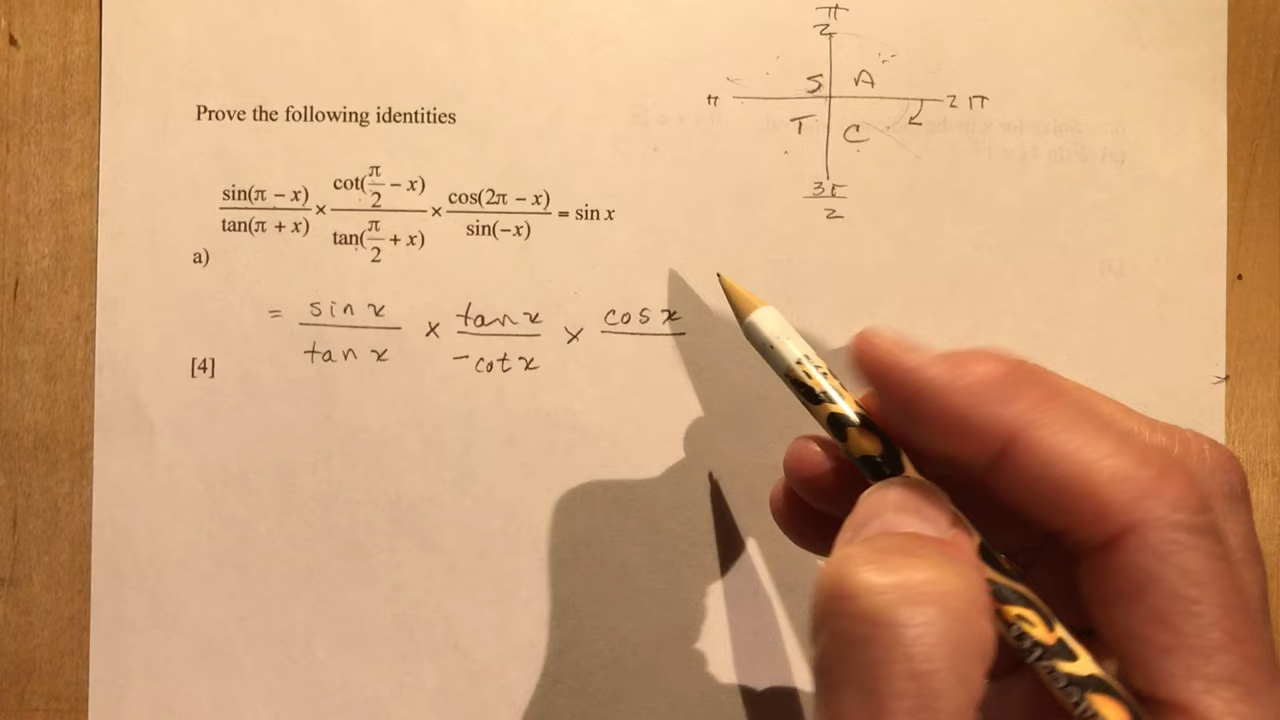 π/2
S A
π 2π
T C
3π/2
Prove the following identities
sin(π − x)/tan(π + x) × cot(π/2 − x)/tan(π/2 + x) × cos(2π − x)/sin(−x) = sin x
a)
= sin x/tan x × tan x/−cot x × cos x/
[4]